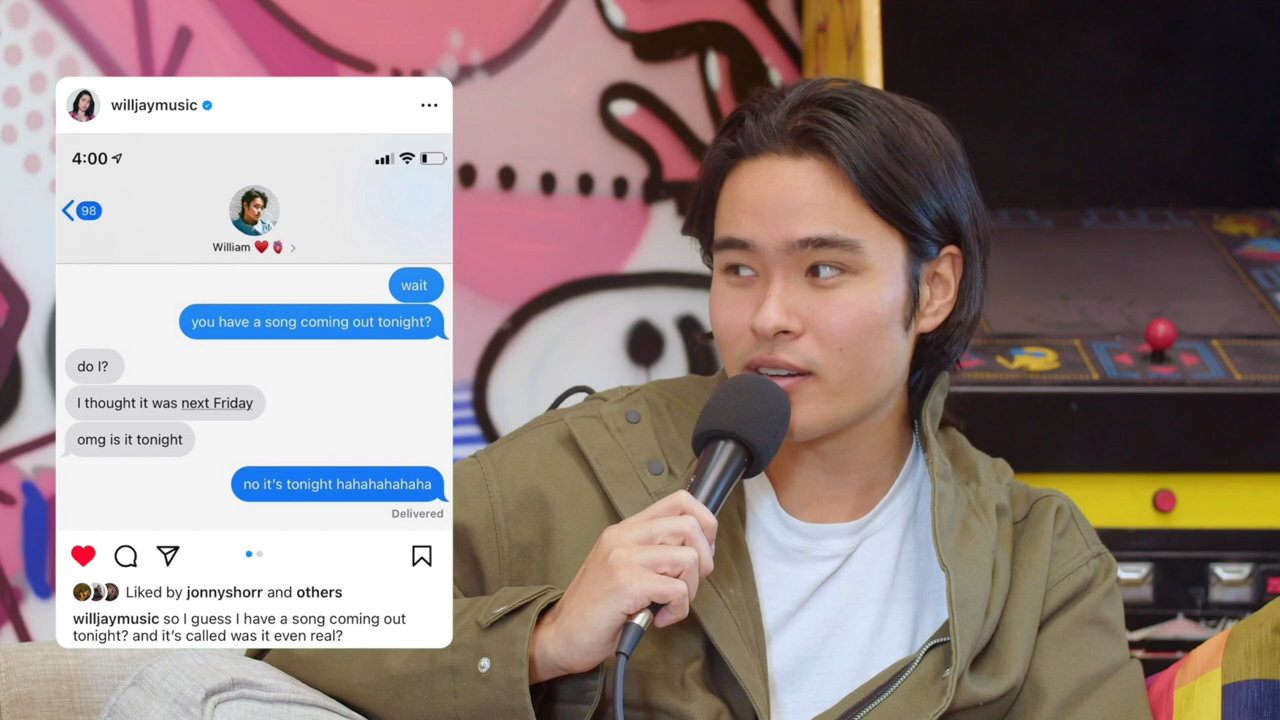 willjaymusic
4:00
98
William
wait
you have a song coming out tonight?
do I?
I thought it was next Friday
omg is it tonight
no it's tonight hahahahahaha
Delivered
Liked by jonnyshorr and others
willjaymusic so I guess I have a song coming out
tonight? and it's called was it even real?